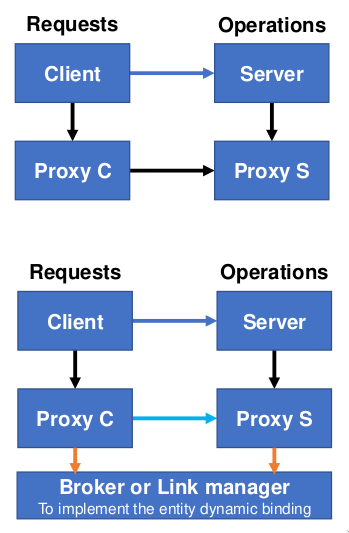 Requests Operations
Client Server
Proxy C Proxy S
Requests Operations
Client Server
Proxy C Proxy S
Broker or Link manager
To implement the entity dynamic binding